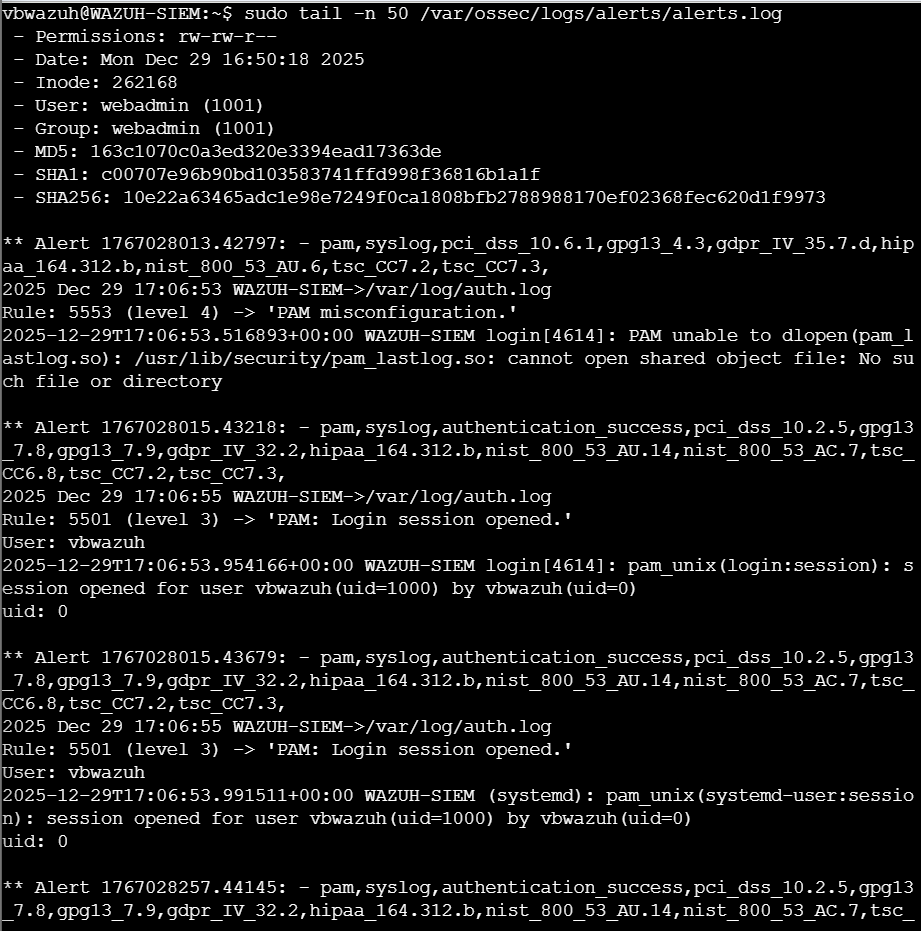 vbwazuh@WAZUH-SIEM:~$ sudo tail -n 50 /var/ossec/logs/alerts/alerts.log
 - Permissions: rw-rw-r--
 - Date: Mon Dec 29 16:50:18 2025
 - Inode: 262168
 - User: webadmin (1001)
 - Group: webadmin (1001)
 - MD5: 163c1070c0a3ed320e3394ead17363de
 - SHA1: c00707e96b90bd103583741ffd998f36816b1a1f
 - SHA256: 10e22a63465adc1e98e7249f0ca1808bfb2788988170ef02368fec620d1f9973

** Alert 1767028013.42797: - pam,syslog,pci_dss_10.6.1,gpg13_4.3,gdpr_IV_35.7.d,hip
aa_164.312.b,nist_800_53_AU.6,tsc_CC7.2,tsc_CC7.3,
2025 Dec 29 17:06:53 WAZUH-SIEM->/var/log/auth.log
Rule: 5553 (level 4) -> 'PAM misconfiguration.'
2025-12-29T17:06:53.516893+00:00 WAZUH-SIEM login[4614]: PAM unable to dlopen(pam_l
astlog.so): /usr/lib/security/pam_lastlog.so: cannot open shared object file: No su
ch file or directory

** Alert 1767028015.43218: - pam,syslog,authentication_success,pci_dss_10.2.5,gpg13
_7.8,gpg13_7.9,gdpr_IV_32.2,hipaa_164.312.b,nist_800_53_AU.14,nist_800_53_AC.7,tsc_
CC6.8,tsc_CC7.2,tsc_CC7.3,
2025 Dec 29 17:06:55 WAZUH-SIEM->/var/log/auth.log
Rule: 5501 (level 3) -> 'PAM: Login session opened.'
User: vbwazuh
2025-12-29T17:06:53.954166+00:00 WAZUH-SIEM login[4614]: pam_unix(login:session): s
ession opened for user vbwazuh(uid=1000) by vbwazuh(uid=0)
uid: 0

** Alert 1767028015.43679: - pam,syslog,authentication_success,pci_dss_10.2.5,gpg13
_7.8,gpg13_7.9,gdpr_IV_32.2,hipaa_164.312.b,nist_800_53_AU.14,nist_800_53_AC.7,tsc_
CC6.8,tsc_CC7.2,tsc_CC7.3,
2025 Dec 29 17:06:55 WAZUH-SIEM->/var/log/auth.log
Rule: 5501 (level 3) -> 'PAM: Login session opened.'
User: vbwazuh
2025-12-29T17:06:53.991511+00:00 WAZUH-SIEM (systemd): pam_unix(systemd-user:sessio
n): session opened for user vbwazuh(uid=1000) by vbwazuh(uid=0)
uid: 0

** Alert 1767028257.44145: - pam,syslog,authentication_success,pci_dss_10.2.5,gpg13
_7.8,gpg13_7.9,gdpr_IV_32.2,hipaa_164.312.b,nist_800_53_AU.14,nist_800_53_AC.7,tsc_